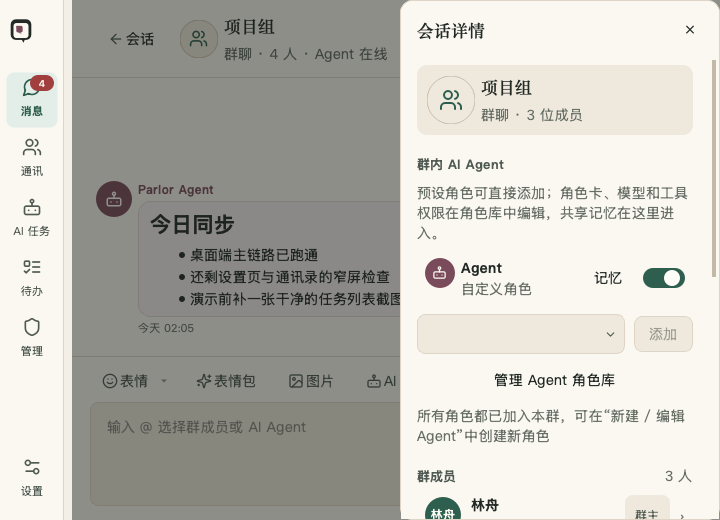 4
消息
通讯
AI 任务
待办
管理
设置
会话
项目组
群聊 · 4 人 · Agent 在线
Parlor Agent
今日同步
桌面端主链路已跑通
还剩设置页与通讯录的窄屏检查
演示前补一张干净的任务列表截图
今天 02:05
表情
表情包
图片
AI
输入 @ 选择群成员或 AI Agent
会话详情
项目组
群聊 · 3 位成员
群内 AI Agent
预设角色可直接添加；角色卡、模型和工具
权限在角色库中编辑，共享记忆在这里进
入。
Agent
自定义角色
记忆
添加
管理 Agent 角色库
所有角色都已加入本群，可在“新建 / 编辑
Agent”中创建新角色
群成员
3 人
林舟
林舟
群主